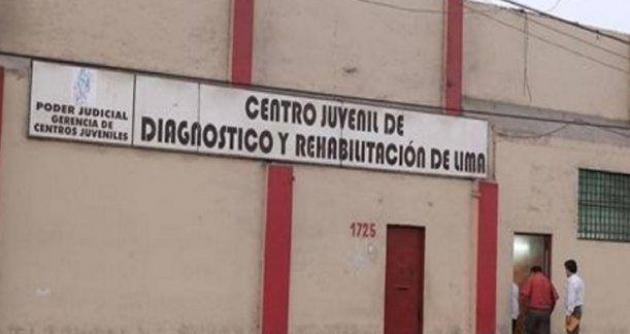 PODER JUDICIAL
GERENCIA DE
CENTROS JUVENILES
CENTRO JUVENIL DE
DIAGNOSTICO Y REHABILITACIÓN DE LIMA
1725